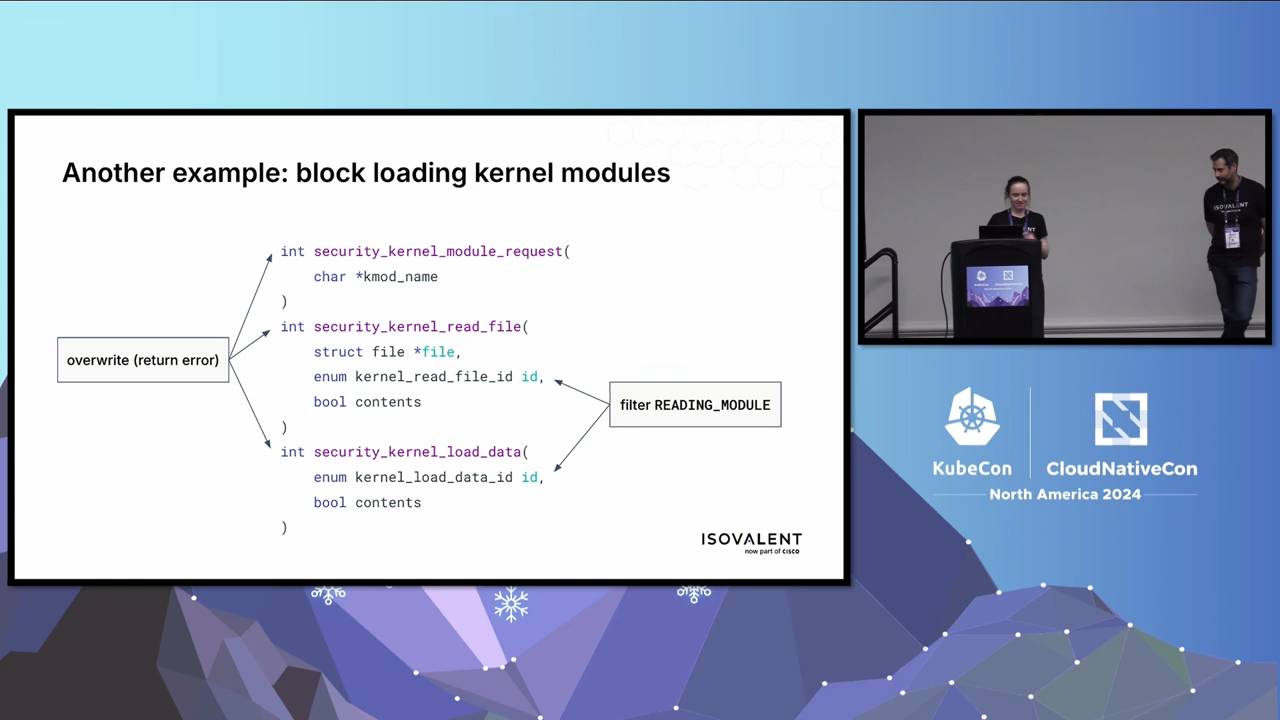 Another example: block loading kernel modules
int security_kernel_module_request(
char *kmod_name
)
int security_kernel_read_file(
struct file *file,
enum kernel_read_file_id id,
bool contents
)
int security_kernel_load_data(
enum kernel_load_data_id id,
bool contents
)
overwrite (return error)
filter READING_MODULE
ISOVALENT
now part of CISCO
ISOVALENT
KubeCon
CloudNativeCon
North America 2024